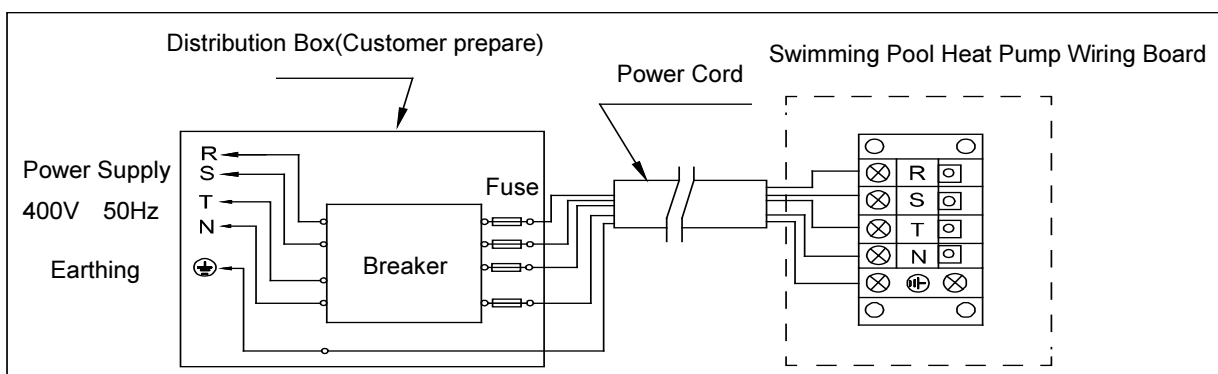 Distribution Box(Customer prepare)
Power Cord
Swimming Pool Heat Pump Wiring Board
Power Supply
400V 50Hz
Earthing
R
S
T
N
Breaker
Fuse
R
S
T
N